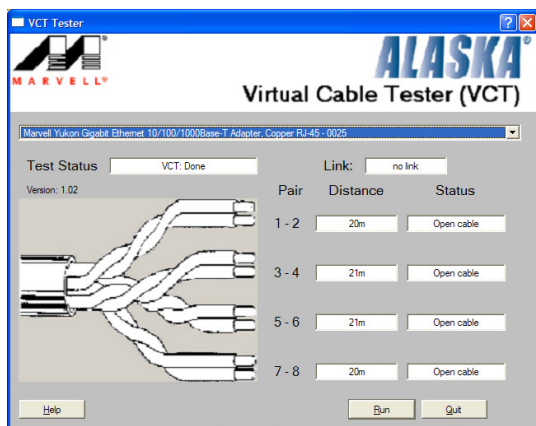 VCT Tester
MARVELL®
ALASKA®
Virtual Cable Tester (VCT)
Marvell Yukon Gigabit Ethernet 10/100/1000Base-T Adapter, Copper RJ-45 - 0025
Test Status VCT: Done Link: no link
Version: 1.02 Pair Distance Status
1 - 2 20m Open cable
3 - 4 21m Open cable
5 - 6 21m Open cable
7 - 8 20m Open cable
Help Run Quit